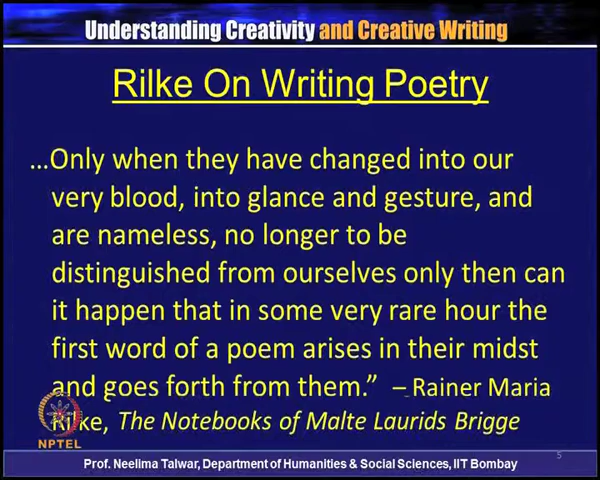 Understanding Creativity and Creative Writing
Rilke On Writing Poetry
…Only when they have changed into our
very blood, into glance and gesture, and
are nameless, no longer to be
distinguished from ourselves only then can
it happen that in some very rare hour the
first word of a poem arises in their midst
and goes forth from them.” – Rainer Maria
Rilke, The Notebooks of Malte Laurids Brigge
NPTEL
5
Prof. Neelima Talwar, Department of Humanities & Social Sciences, IIT Bombay